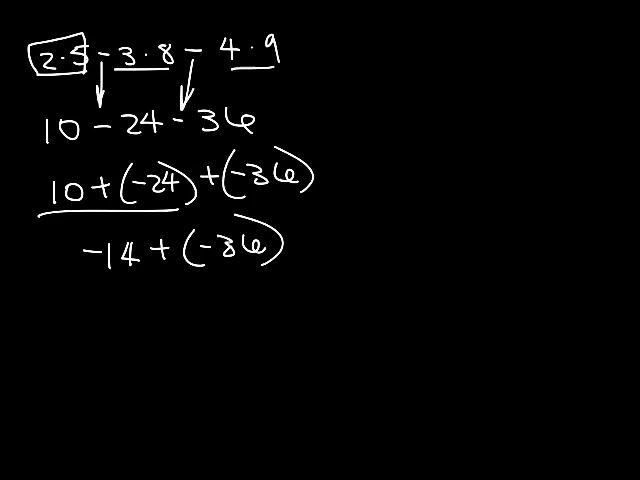 2·5 - 3·8 - 4·9
10 - 24 - 36
10 + (-24) + (-36)
-14 + (-36)